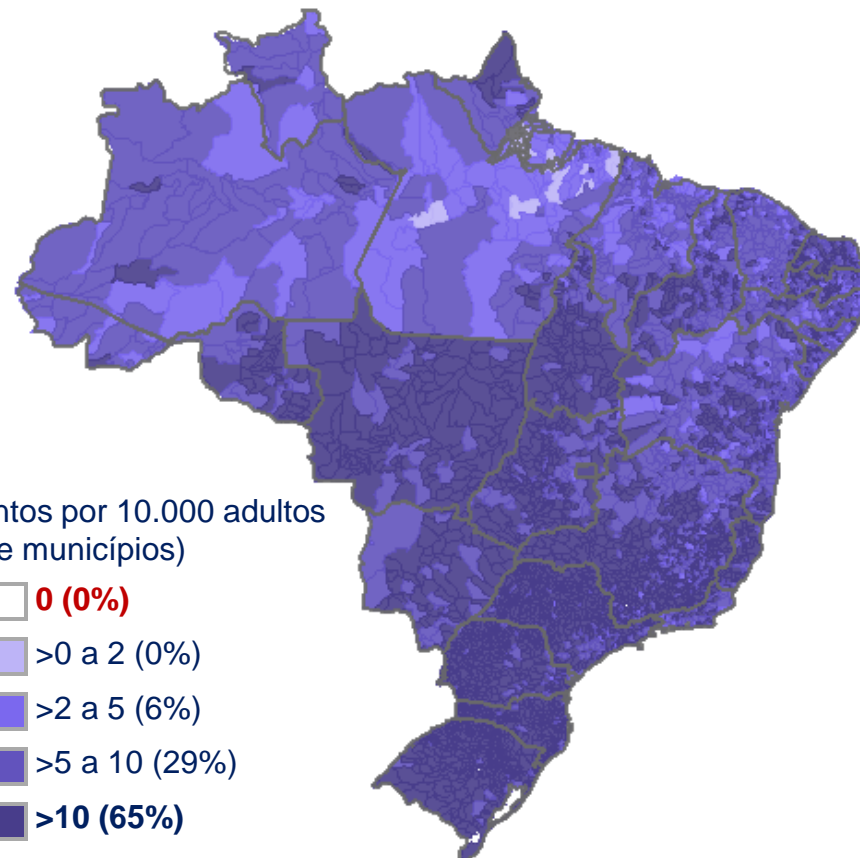 ntos por 10.000 adultos
e municípios)
0 (0%)
>0 a 2 (0%)
>2 a 5 (6%)
>5 a 10 (29%)
>10 (65%)